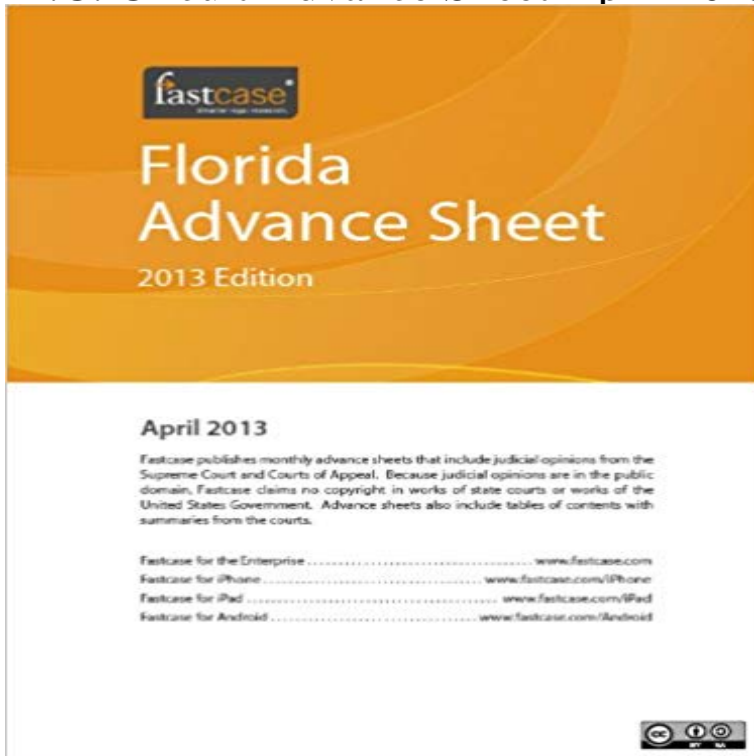 fastcase®
Florida
Advance Sheet
2013 Edition
April 2013
Fastcase publishes monthly advance sheets that include judicial opinions from the
Supreme Court and Courts of Appeal. Because judicial opinions are in the public
domain, Fastcase claims no copyright in works of state courts or works of the
United States Government. Advance sheets also include tables of contents with
summaries from the courts.
Fastcase for the Enterprise . . . . . . . . . . . . . . . . . . . . . . . . . . . . . . . . . . . www.fastcase.com
Fastcase for iPhone . . . . . . . . . . . . . . . . . . . . . . . . . . . . . . . . . www.fastcase.com/iPhone
Fastcase for iPad . . . . . . . . . . . . . . . . . . . . . . . . . . . . . . . . . . . . . www.fastcase.com/iPad
Fastcase for Android . . . . . . . . . . . . . . . . . . . . . . . . . . . . . . . www.fastcase.com/Android
cc
BY